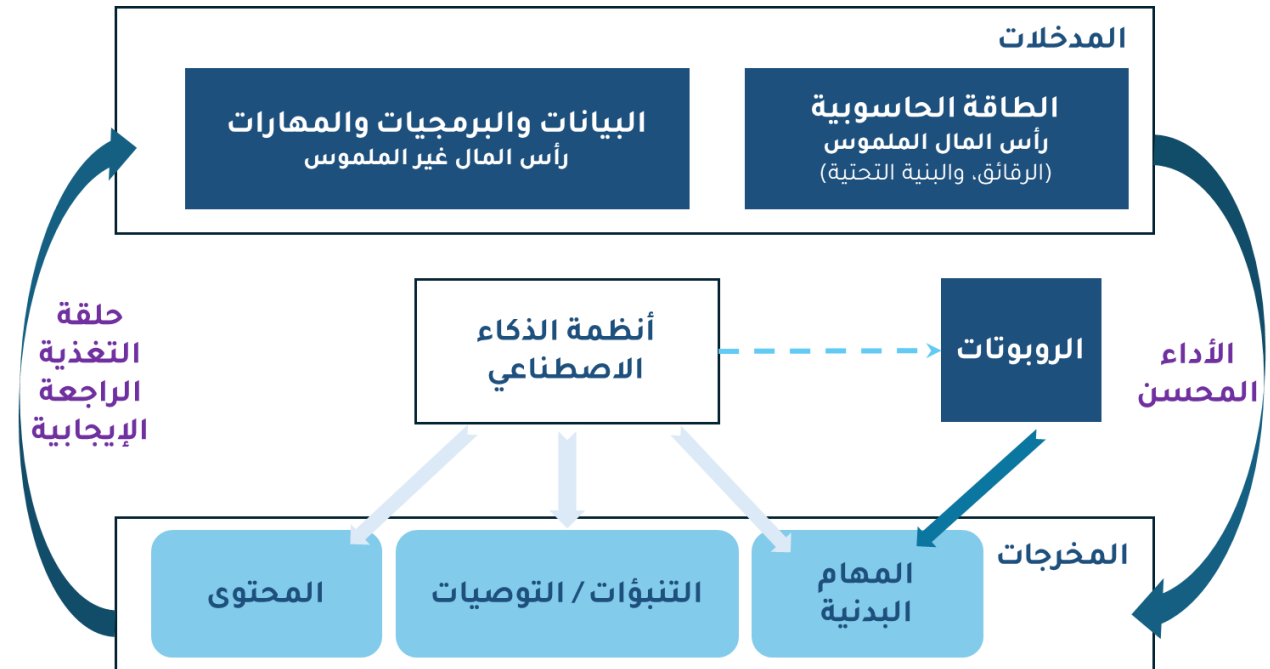 المدخلات
الطاقة الحاسوبية
رأس المال الملموس
(الرقائق، والبنية التحتية)
البيانات والبرمجيات والمهارات
رأس المال غير الملموس
الروبوتات
أنظمة الذكاء
الاصطناعي
الأداء
المحسن
حلقة
التغذية
الراجعة
الإيجابية
المخرجات
المهام
البدنية
التنبؤات / التوصيات
المحتوى